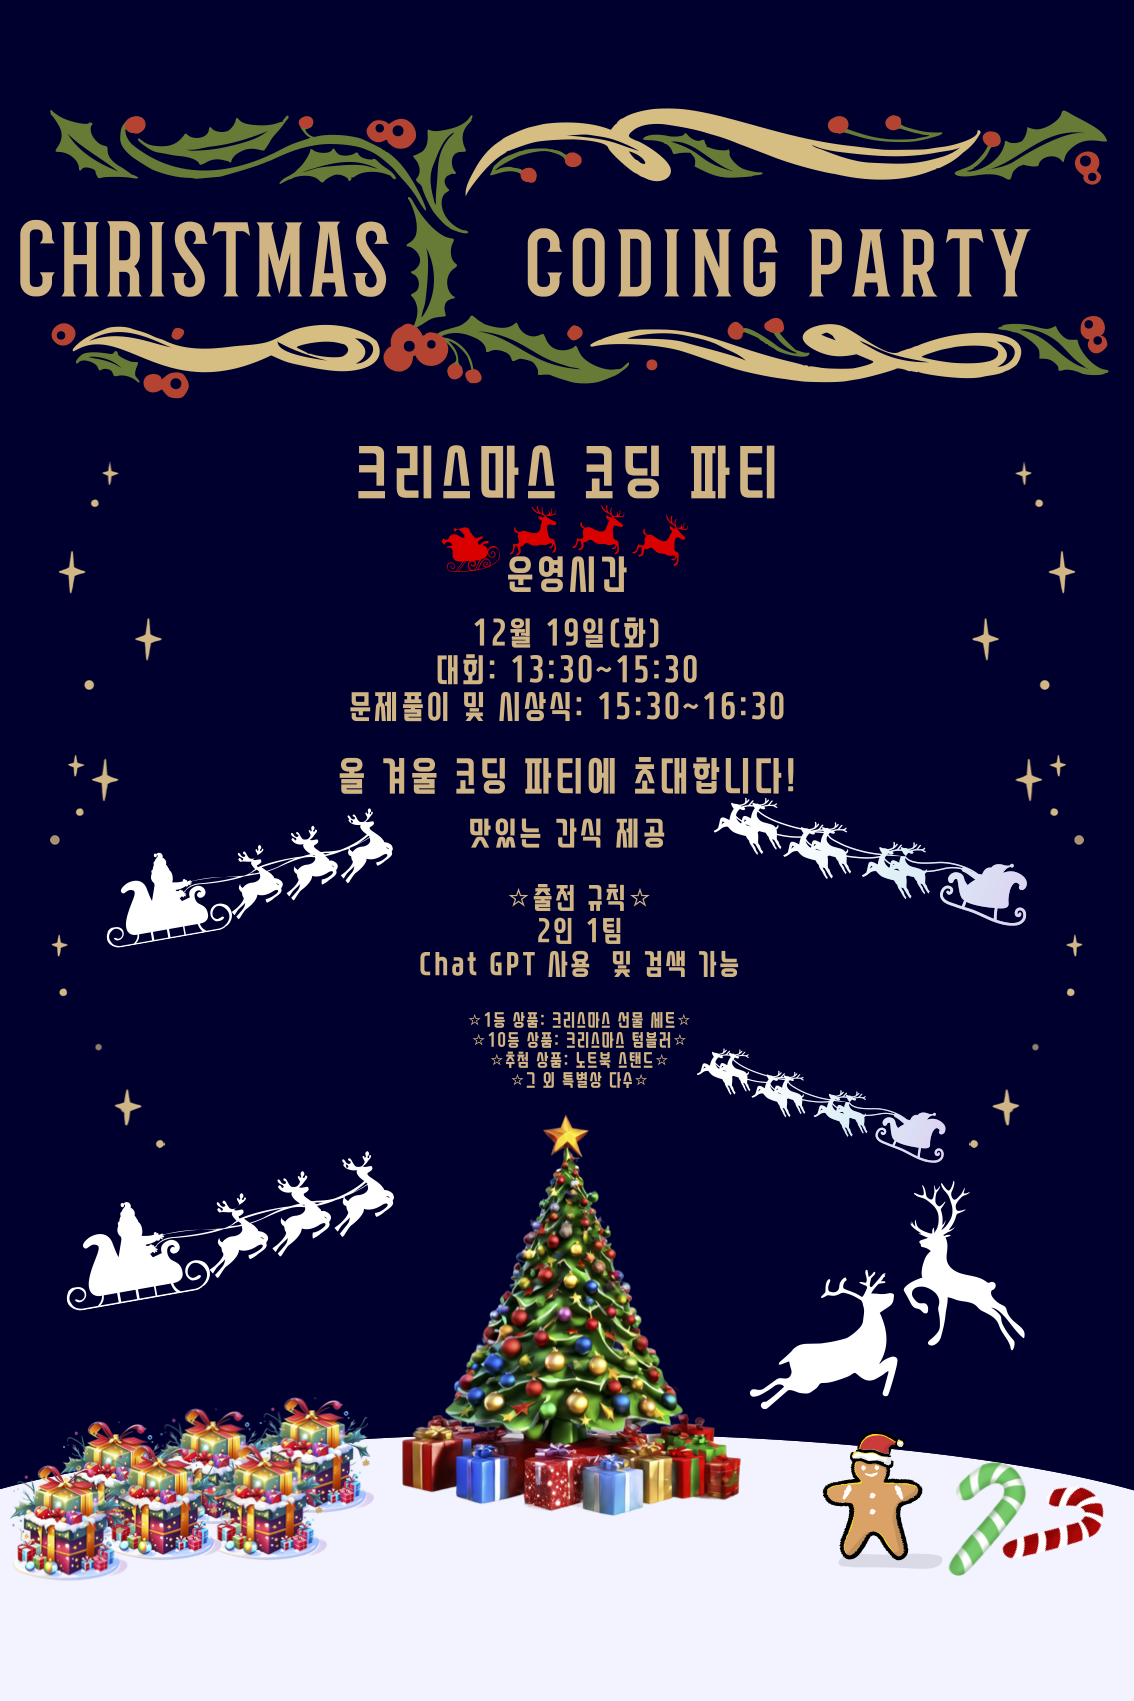 CHRISTMAS CODING PARTY
크리스마스 코딩 파티
운영시간
12월 19일(화)
대회: 13:30~15:30
문제풀이 및 시상식: 15:30~16:30
올 겨울 코딩 파티에 초대합니다!
맛있는 간식 제공
☆출전 규칙☆
2인 1팀
Chat GPT 사용 및 검색 가능
☆1등 상품: 크리스마스 선물 세트☆
☆10등 상품: 크리스마스 텀블러☆
☆추첨 상품: 노트북 스탠드☆
☆그 외 특별상 다수☆